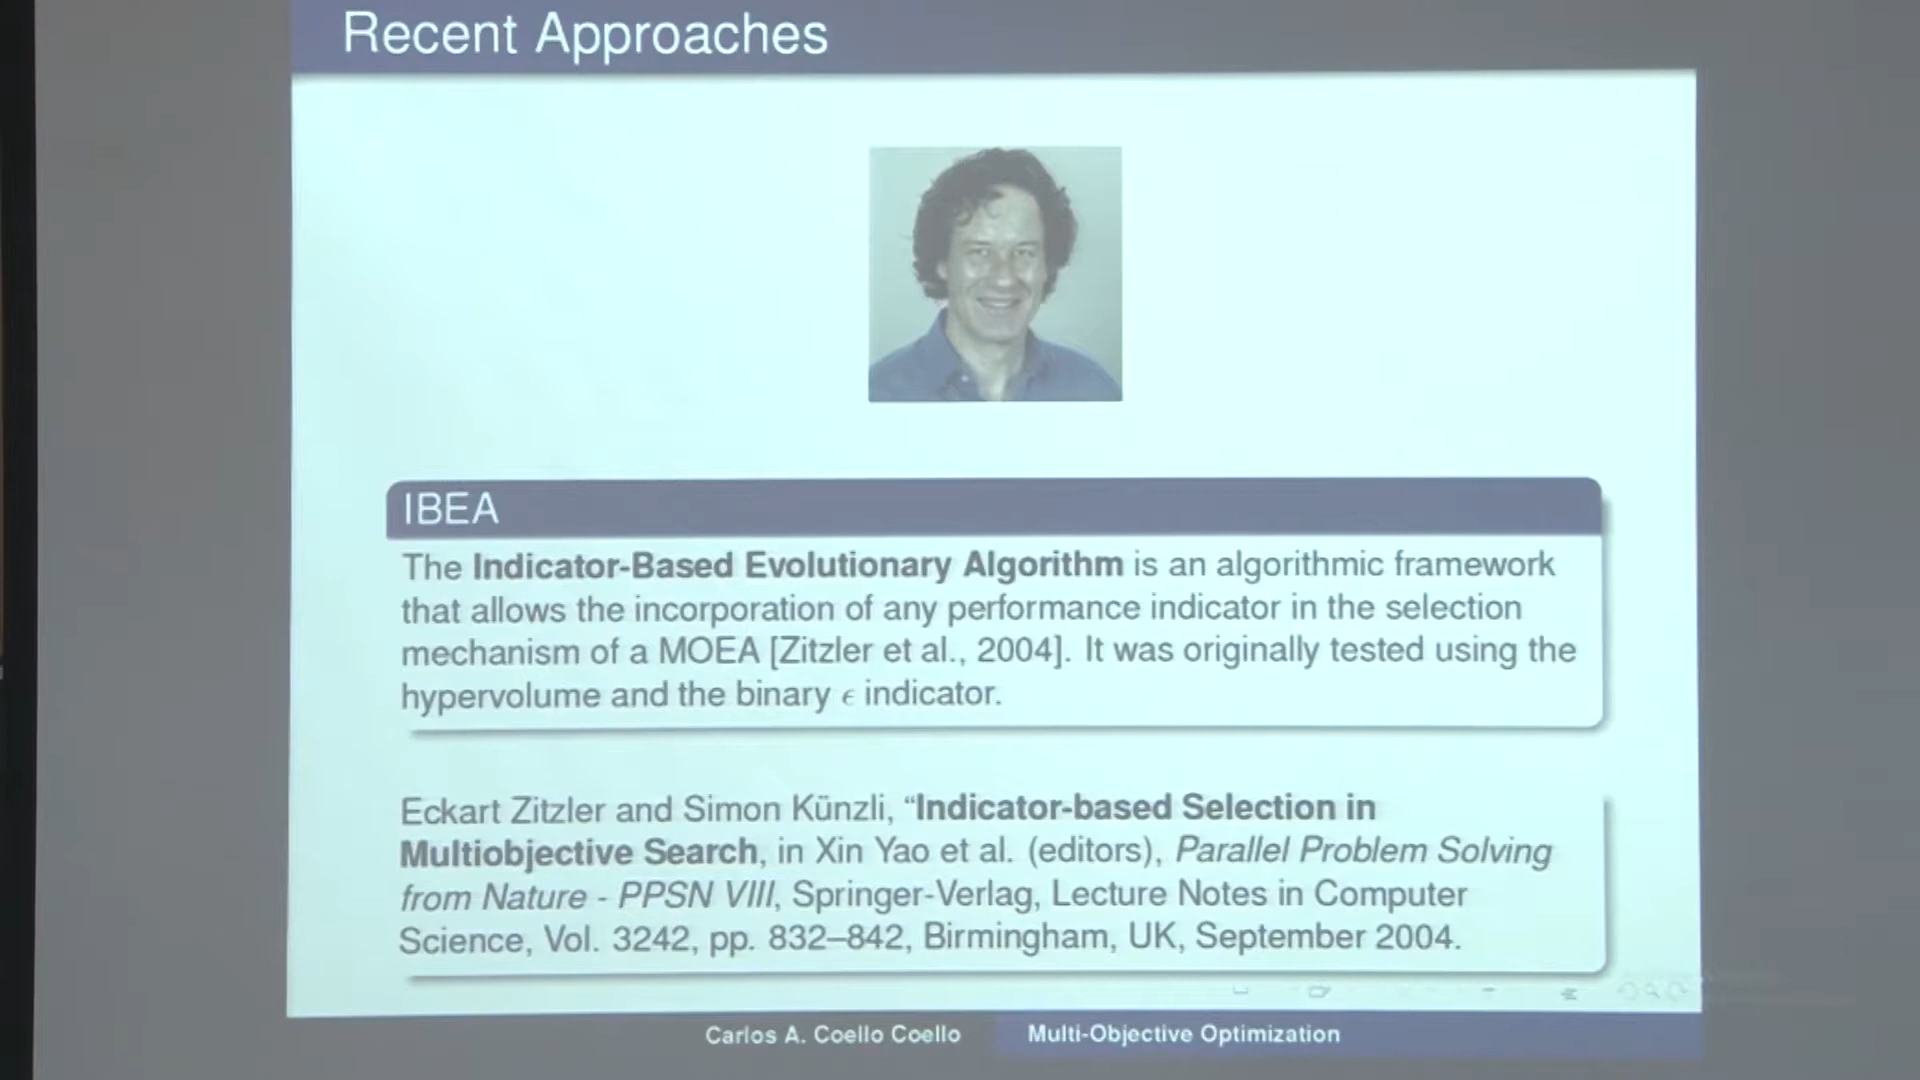 Recent Approaches
IBEA
The Indicator-Based Evolutionary Algorithm is an algorithmic framework
that allows the incorporation of any performance indicator in the selection
mechanism of a MOEA [Zitzler et al., 2004]. It was originally tested using the
hypervolume and the binary ϵ indicator.
Eckart Zitzler and Simon Künzli, “Indicator-based Selection in
Multiobjective Search, in Xin Yao et al. (editors), Parallel Problem Solving
from Nature - PPSN VIII, Springer-Verlag, Lecture Notes in Computer
Science, Vol. 3242, pp. 832–842, Birmingham, UK, September 2004.
Carlos A. Coello Coello Multi-Objective Optimization